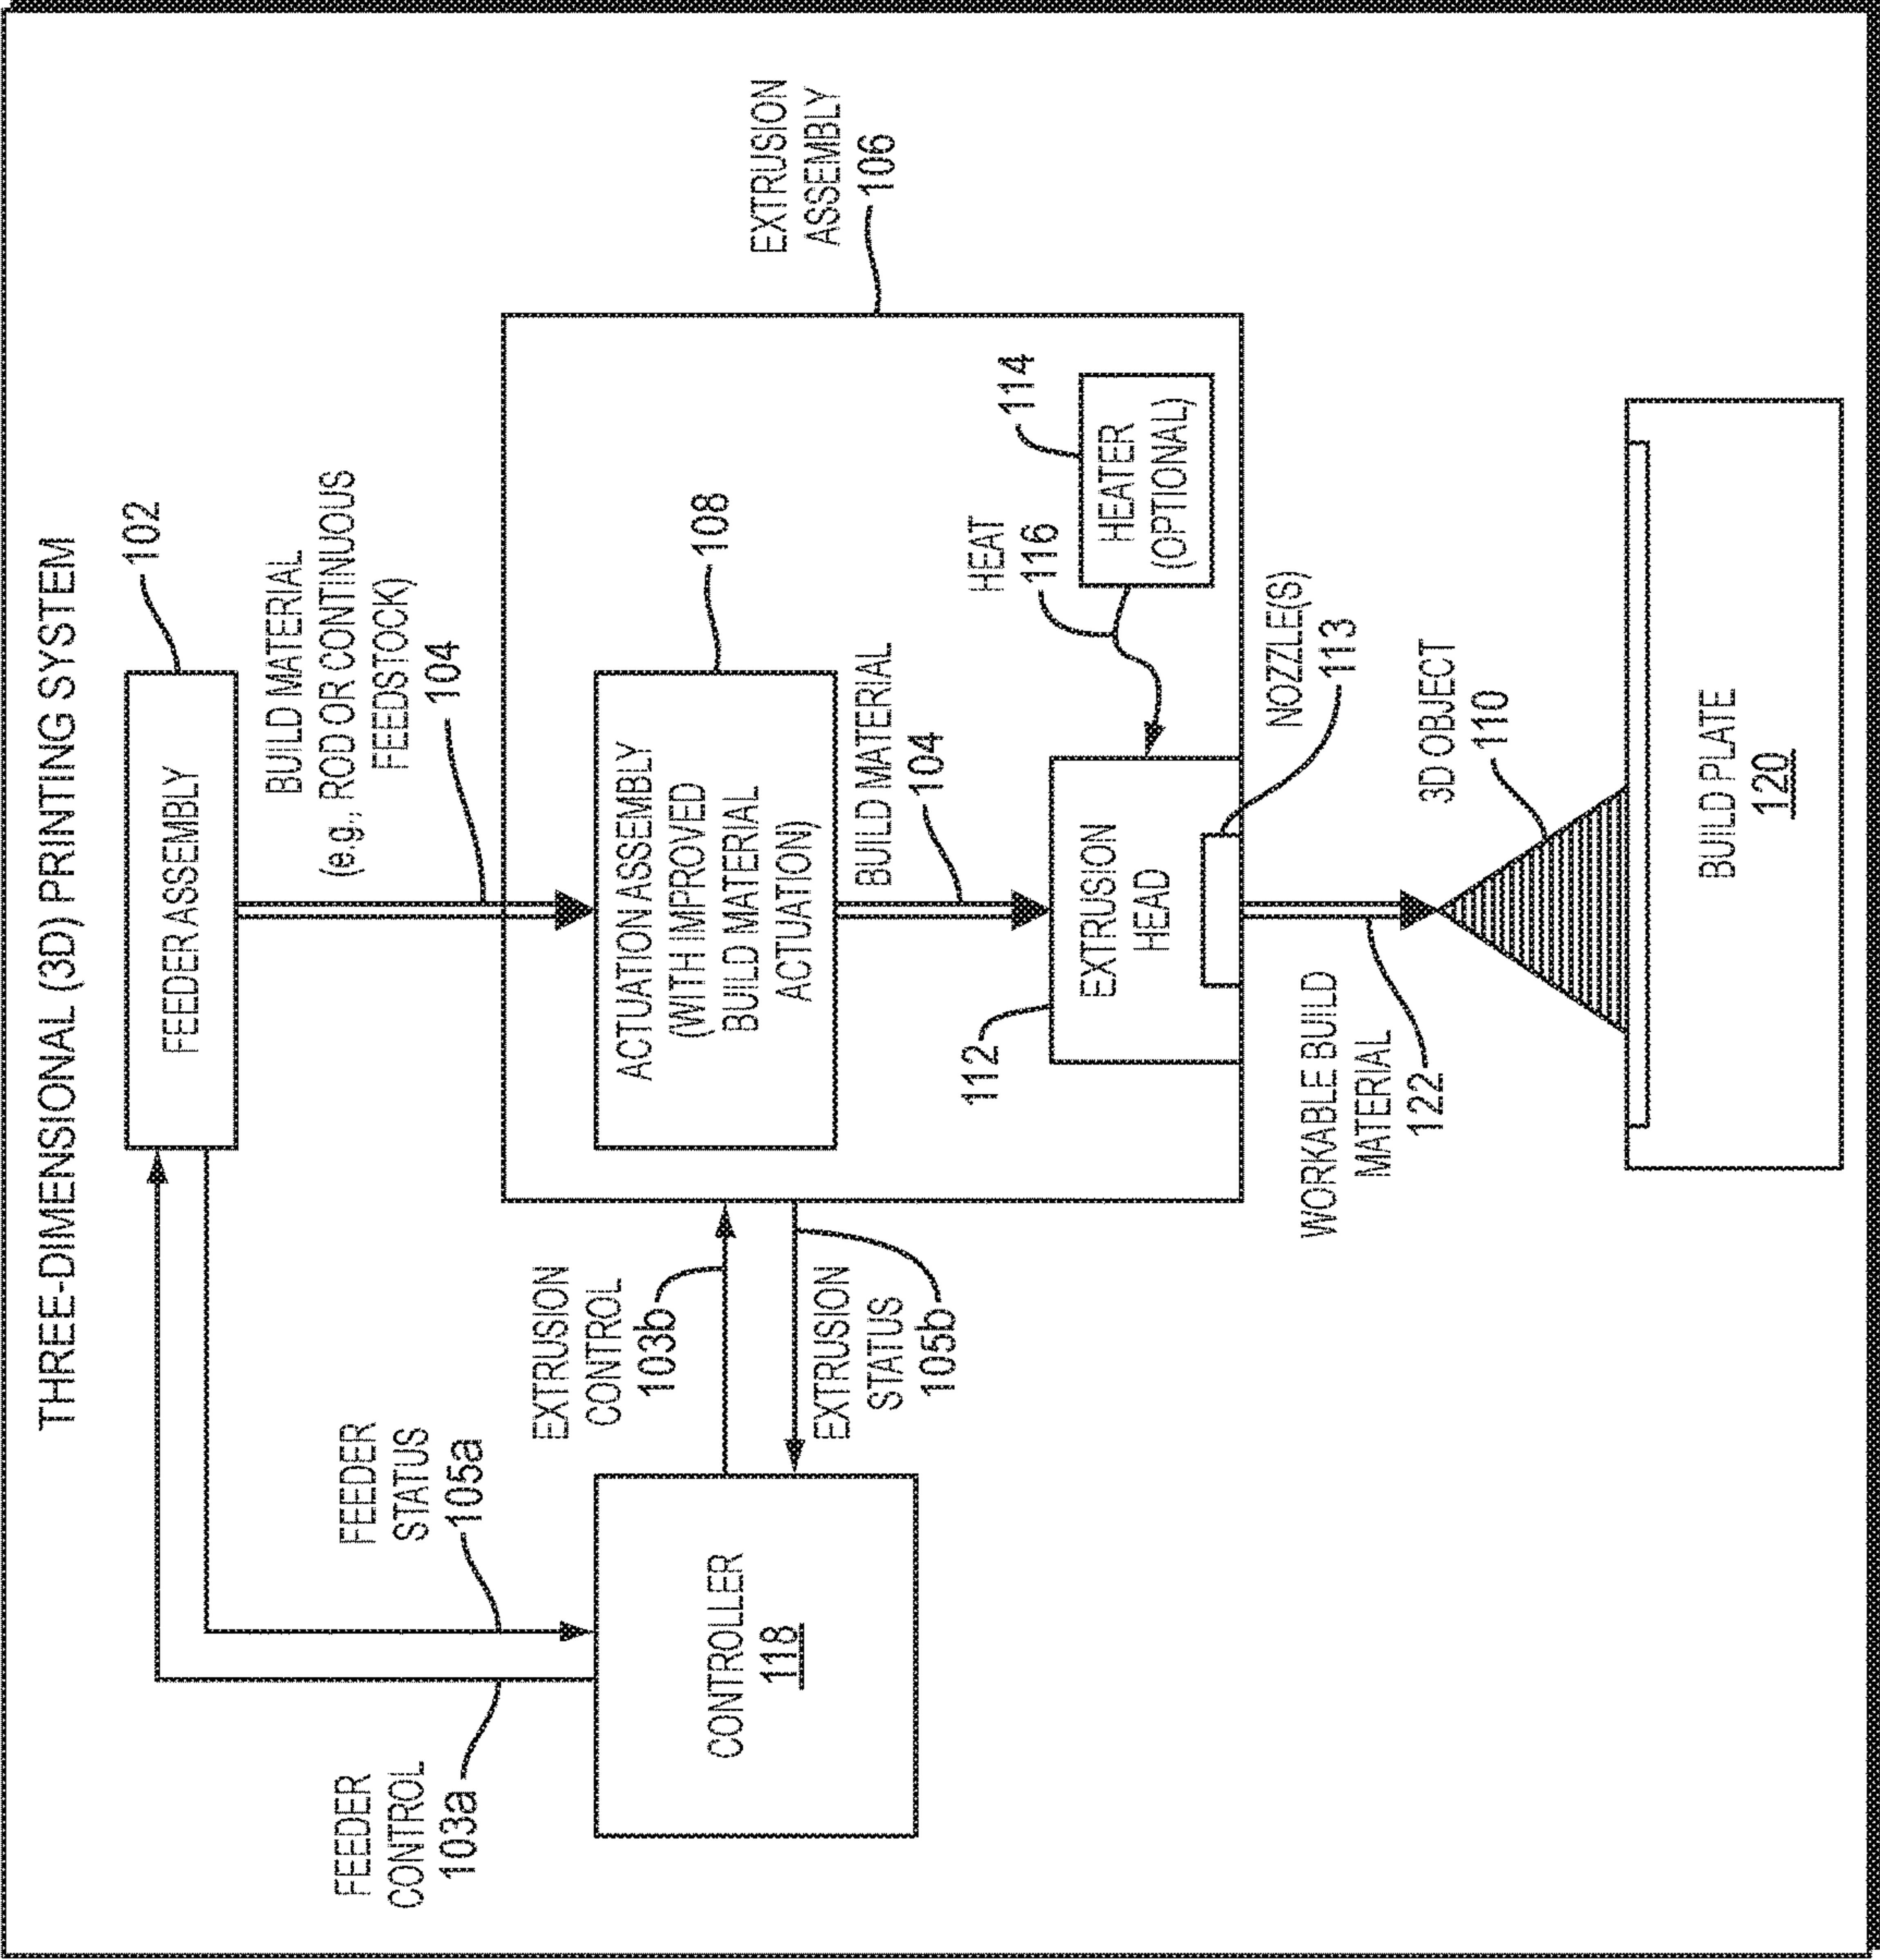 THREE-DIMENSIONAL (3D) PRINTING SYSTEM
FEEDER ASSEMBLY
102
BUILD MATERIAL
(e.g., ROD OR CONTINUOUS
FEEDSTOCK)
104
FEEDER
CONTROL
103a
FEEDER
STATUS
105a
EXTRUSION
ASSEMBLY
106
ACTUATION ASSEMBLY
(WITH IMPROVED
BUILD MATERIAL
ACTUATION)
108
EXTRUSION
CONTROL
103b
CONTROLLER
118
EXTRUSION
STATUS
105b
BUILD MATERIAL
104
HEAT
116
114
HEATER
(OPTIONAL)
112
EXTRUSION
HEAD
NOZZLE(S)
113
WORKABLE BUILD
MATERIAL
122
3D OBJECT
110
BUILD PLATE
120